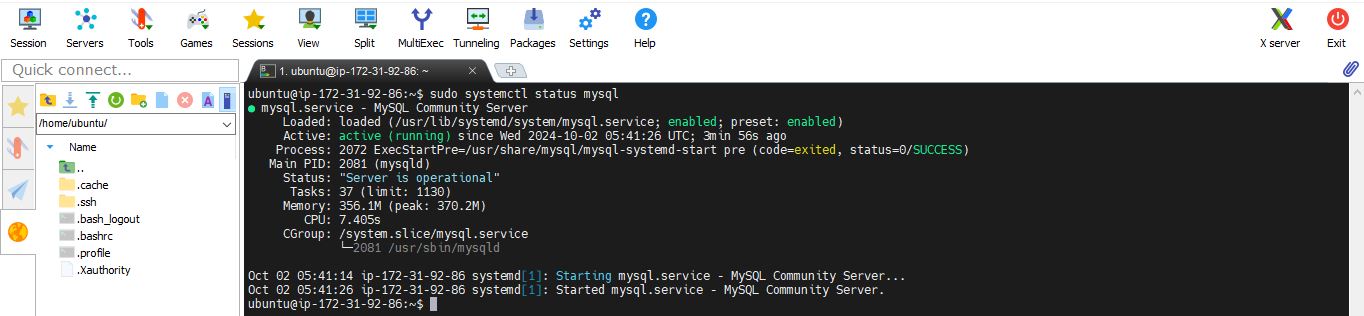 Session Servers Tools Games Sessions View Split MultiExec Tunneling Packages Settings Help X server Exit
Quick connect...
1. ubuntu@ip-172-31-92-86: ~
/home/ubuntu/
Name
..
.cache
.ssh
.bash_logout
.bashrc
.profile
.Xauthority
ubuntu@ip-172-31-92-86:~$ sudo systemctl status mysql
● mysql.service - MySQL Community Server
Loaded: loaded (/usr/lib/systemd/system/mysql.service; enabled; preset: enabled)
Active: active (running) since Wed 2024-10-02 05:41:26 UTC; 3min 56s ago
Process: 2072 ExecStartPre=/usr/share/mysql/mysql-systemd-start pre (code=exited, status=0/SUCCESS)
Main PID: 2081 (mysqld)
Status: "Server is operational"
Tasks: 37 (limit: 1130)
Memory: 356.1M (peak: 370.2M)
CPU: 7.405s
CGroup: /system.slice/mysql.service
└─2081 /usr/sbin/mysqld
Oct 02 05:41:14 ip-172-31-92-86 systemd[1]: Starting mysql.service - MySQL Community Server...
Oct 02 05:41:26 ip-172-31-92-86 systemd[1]: Started mysql.service - MySQL Community Server.
ubuntu@ip-172-31-92-86:~$